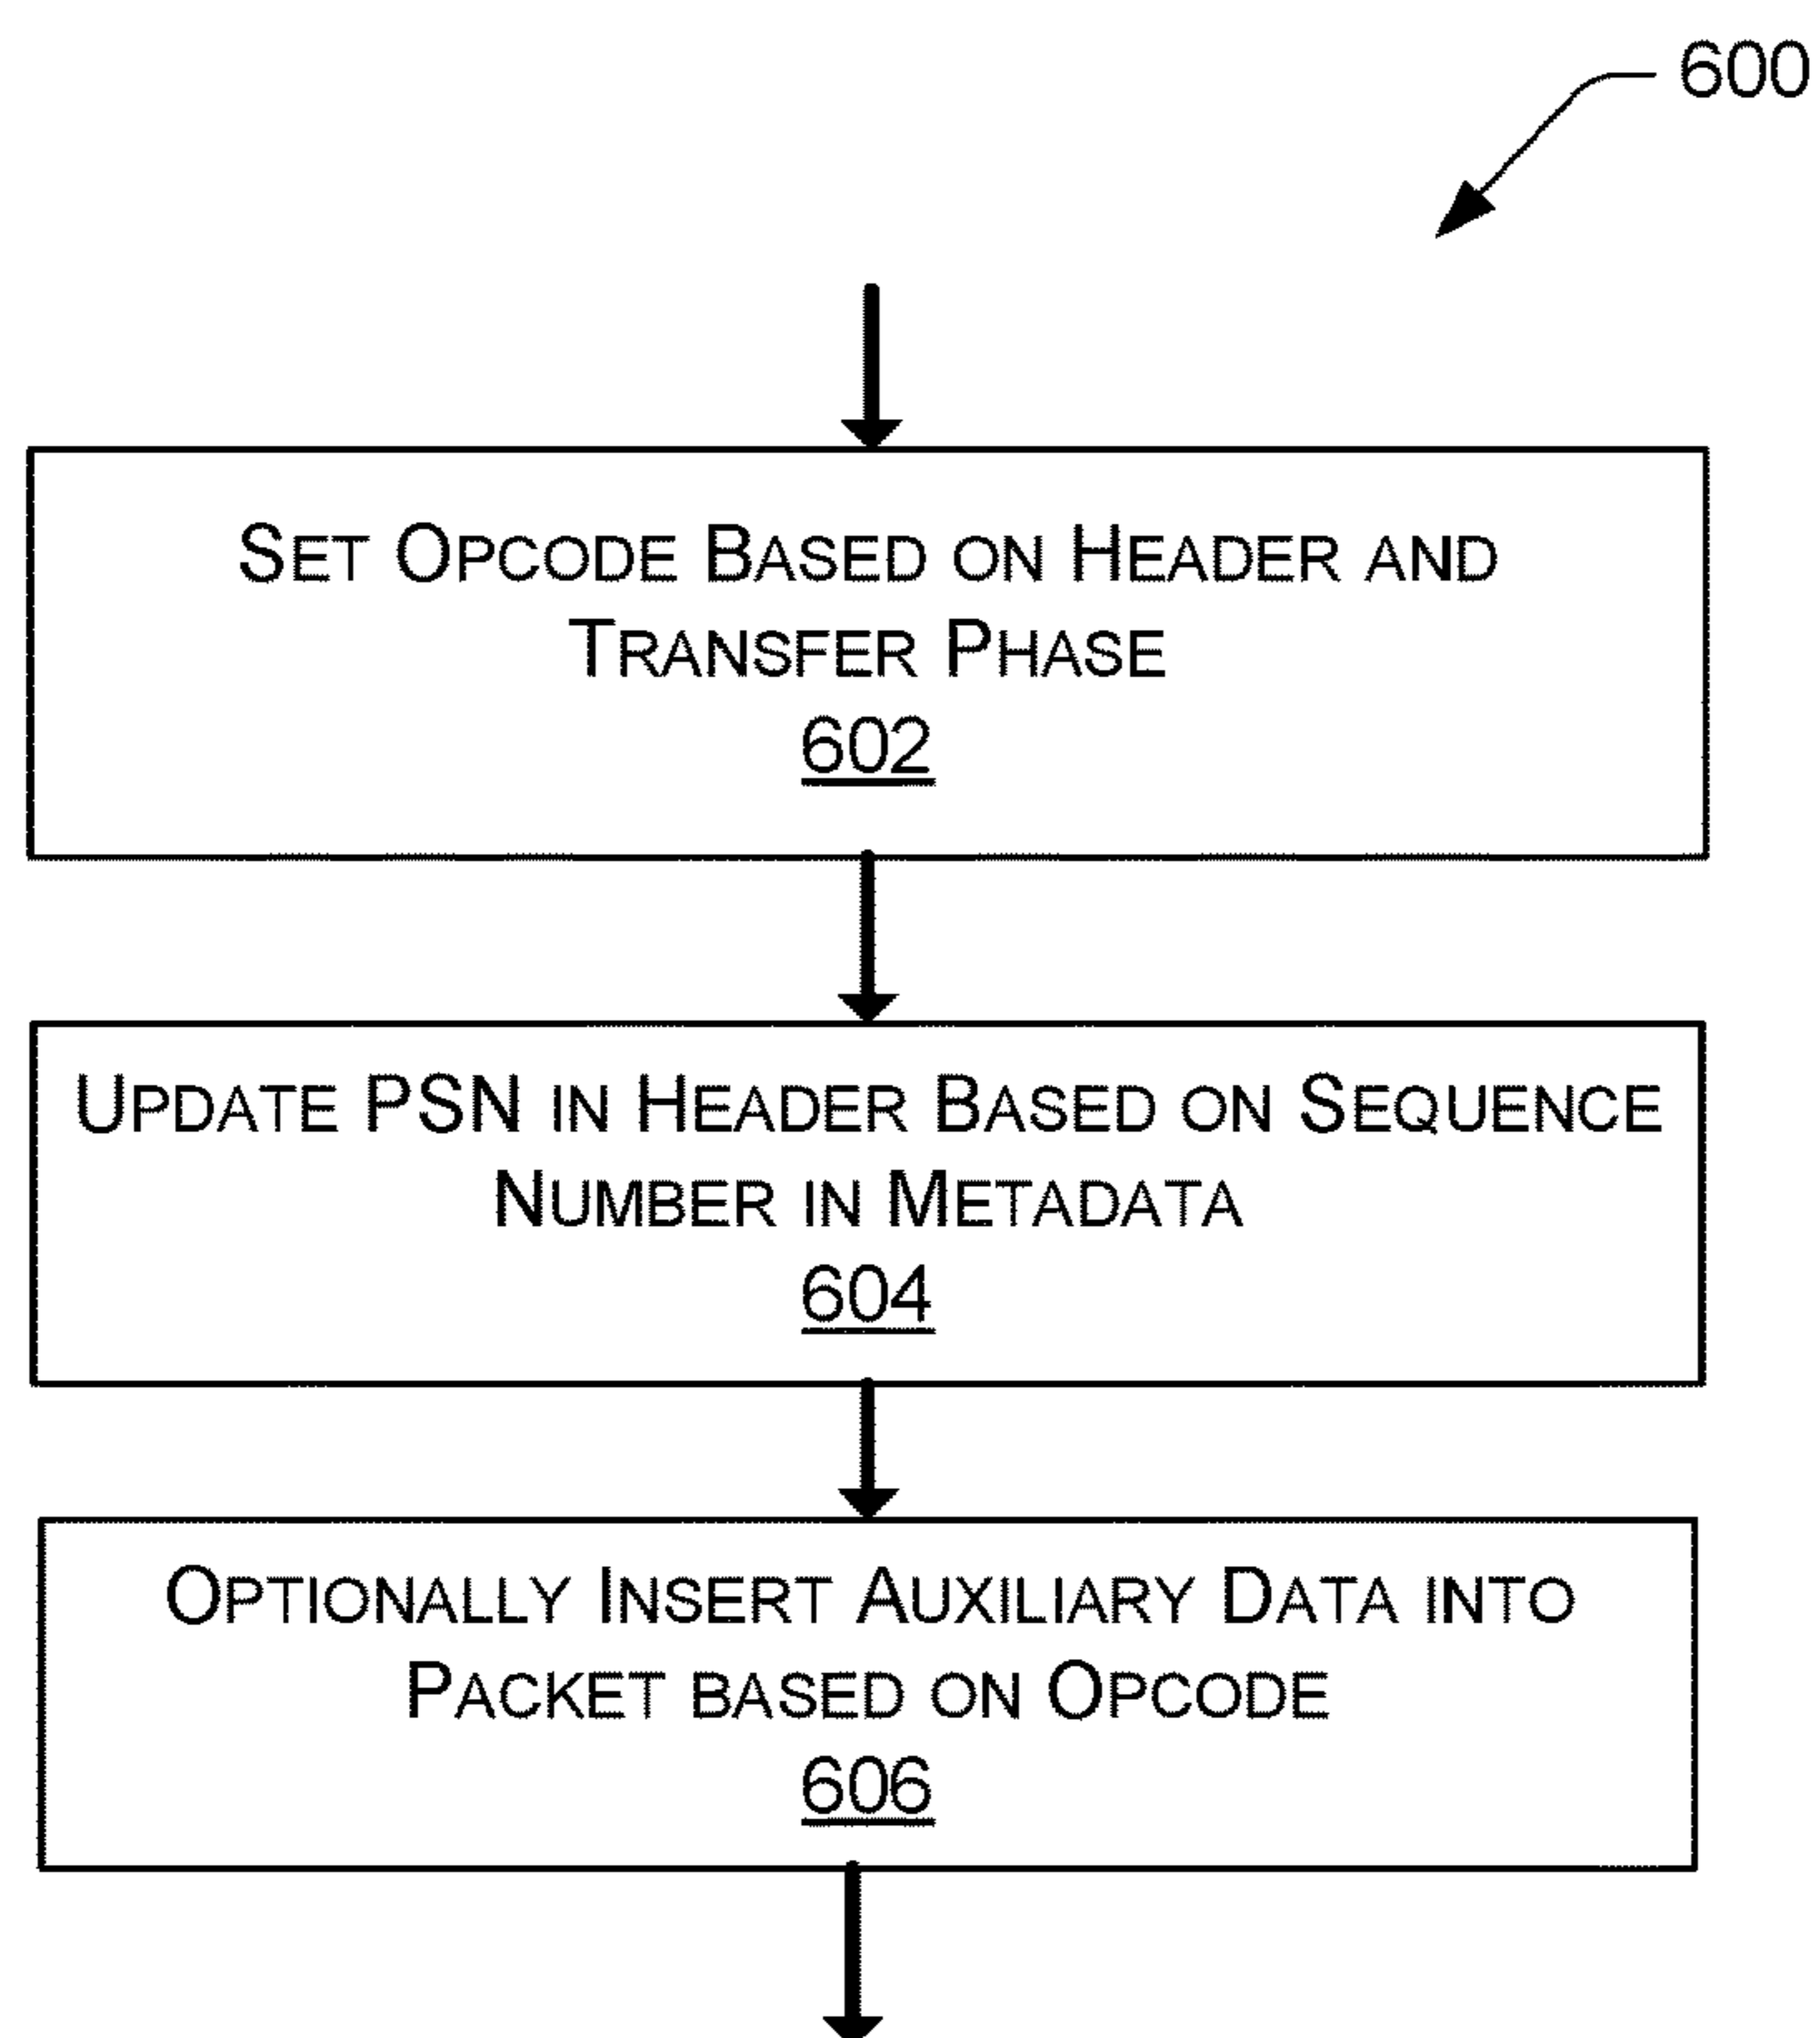 600
Set Opcode Based on Header and
Transfer Phase
602
Update PSN in Header Based on Sequence
Number in Metadata
604
Optionally Insert Auxiliary Data into
Packet based on Opcode
606